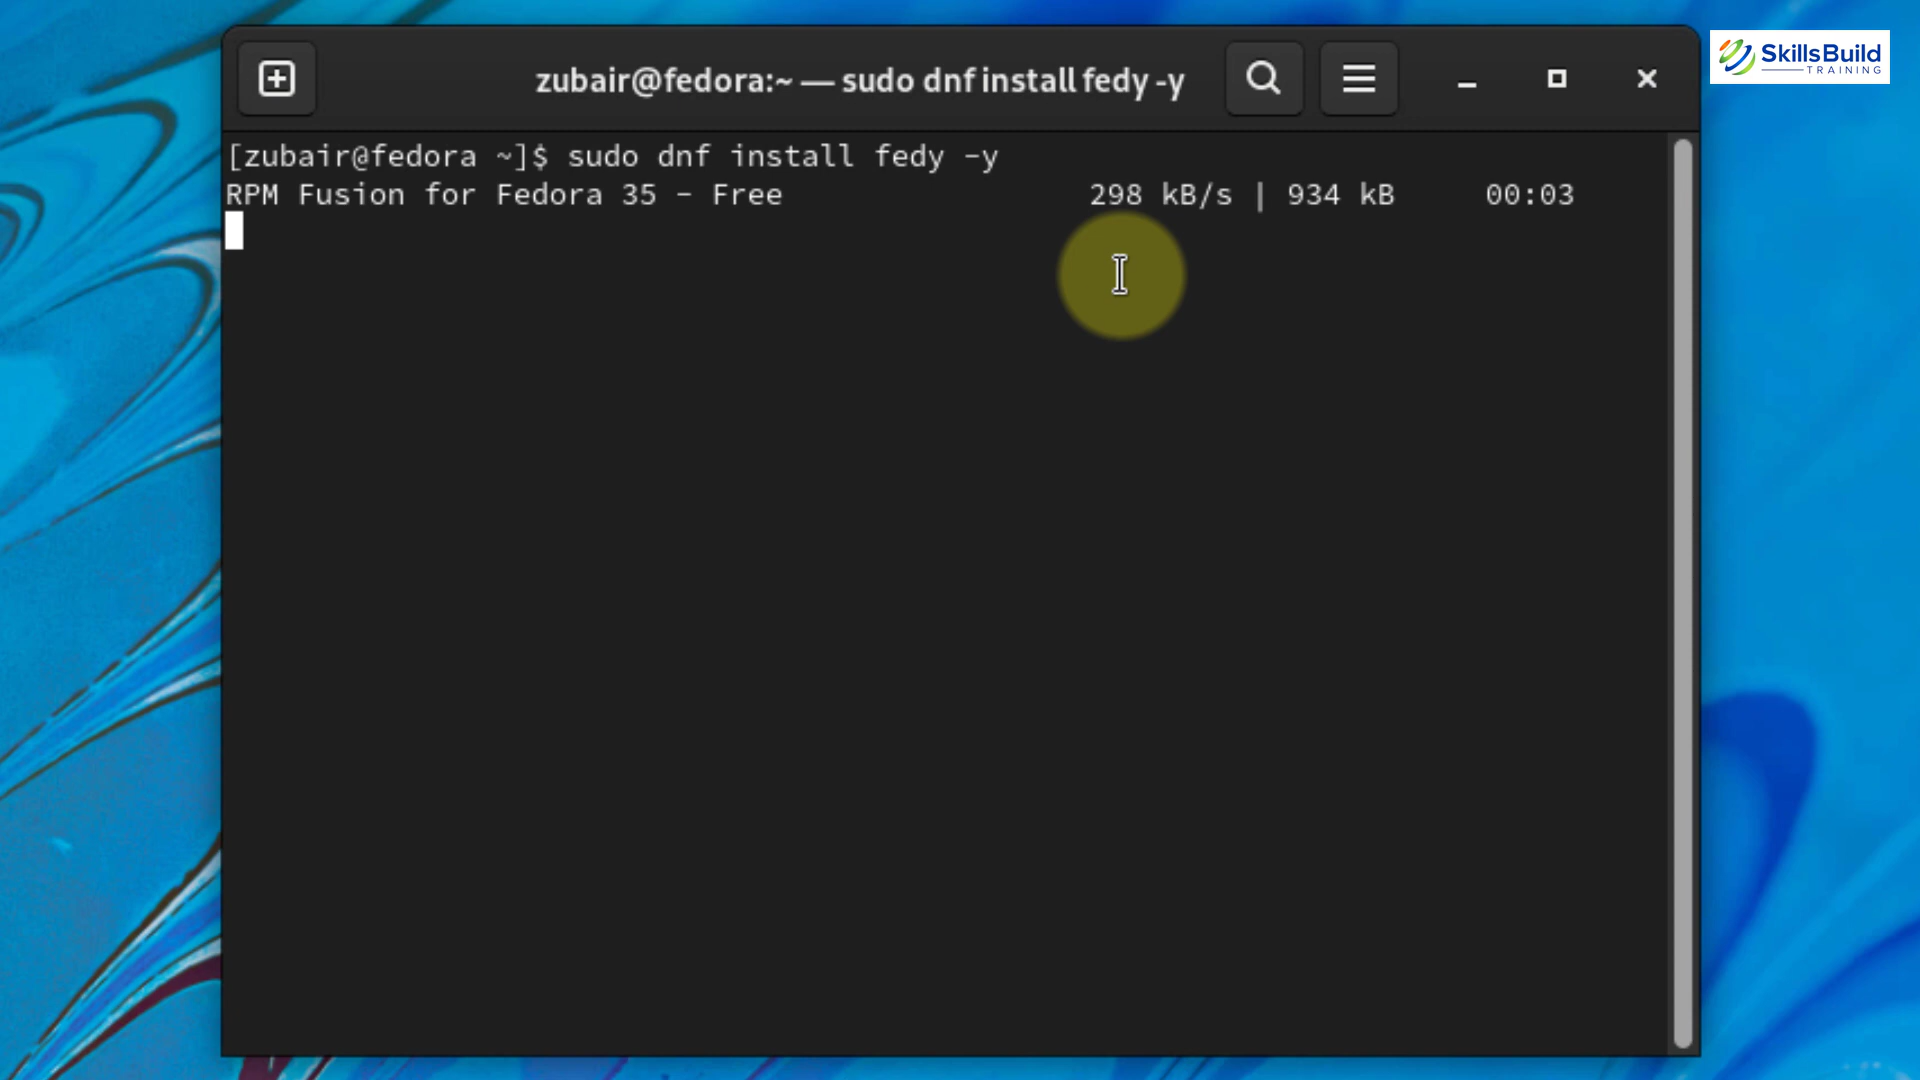 zubair@fedora:~ — sudo dnf install fedy -y
SkillsBuild
TRAINING
[zubair@fedora ~]$ sudo dnf install fedy -y
RPM Fusion for Fedora 35 - Free 298 kB/s | 934 kB 00:03